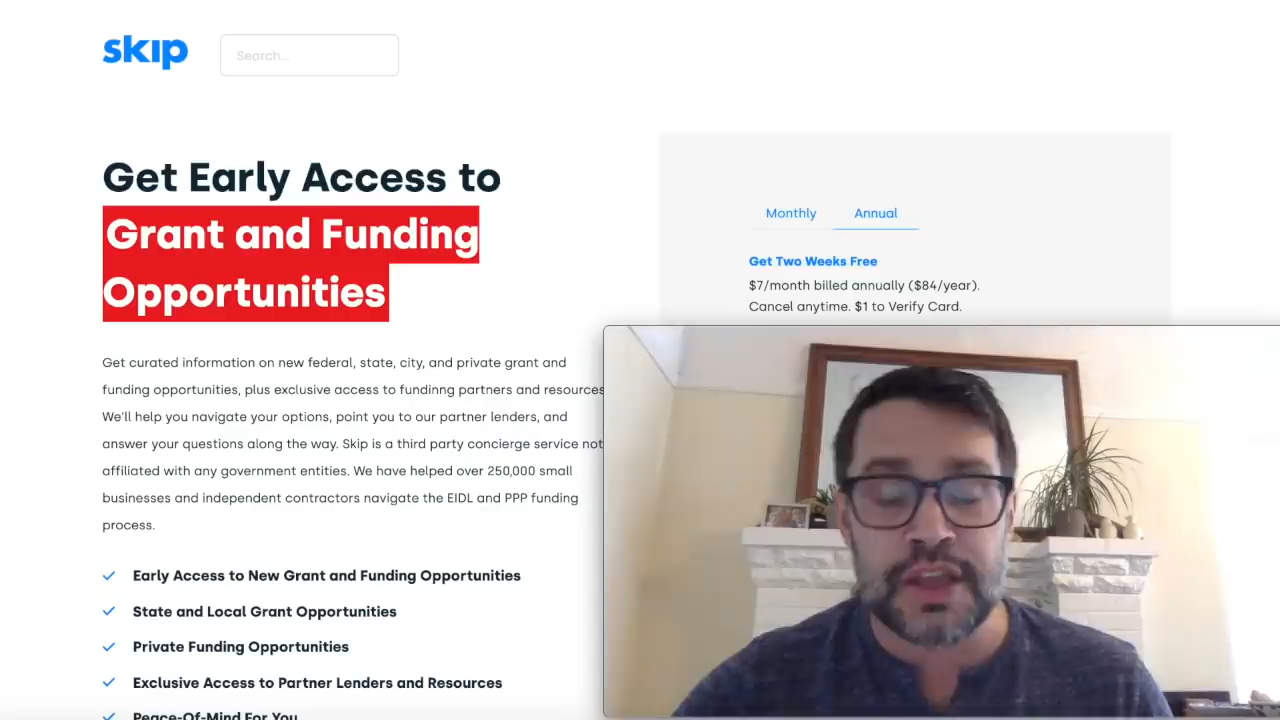 skip
Search...
Get Early Access to
Grant and Funding
Opportunities
Get curated information on new federal, state, city, and private grant and
funding opportunities, plus exclusive access to fundinng partners and resources
We'll help you navigate your options, point you to our partner lenders, and
answer your questions along the way. Skip is a third party concierge service not
affiliated with any government entities. We have helped over 250,000 small
businesses and independent contractors navigate the EIDL and PPP funding
process.
Early Access to New Grant and Funding Opportunities
State and Local Grant Opportunities
Private Funding Opportunities
Exclusive Access to Partner Lenders and Resources
Peace-Of-Mind For You
Monthly Annual
Get Two Weeks Free
$7/month billed annually ($84/year).
Cancel anytime. $1 to Verify Card.